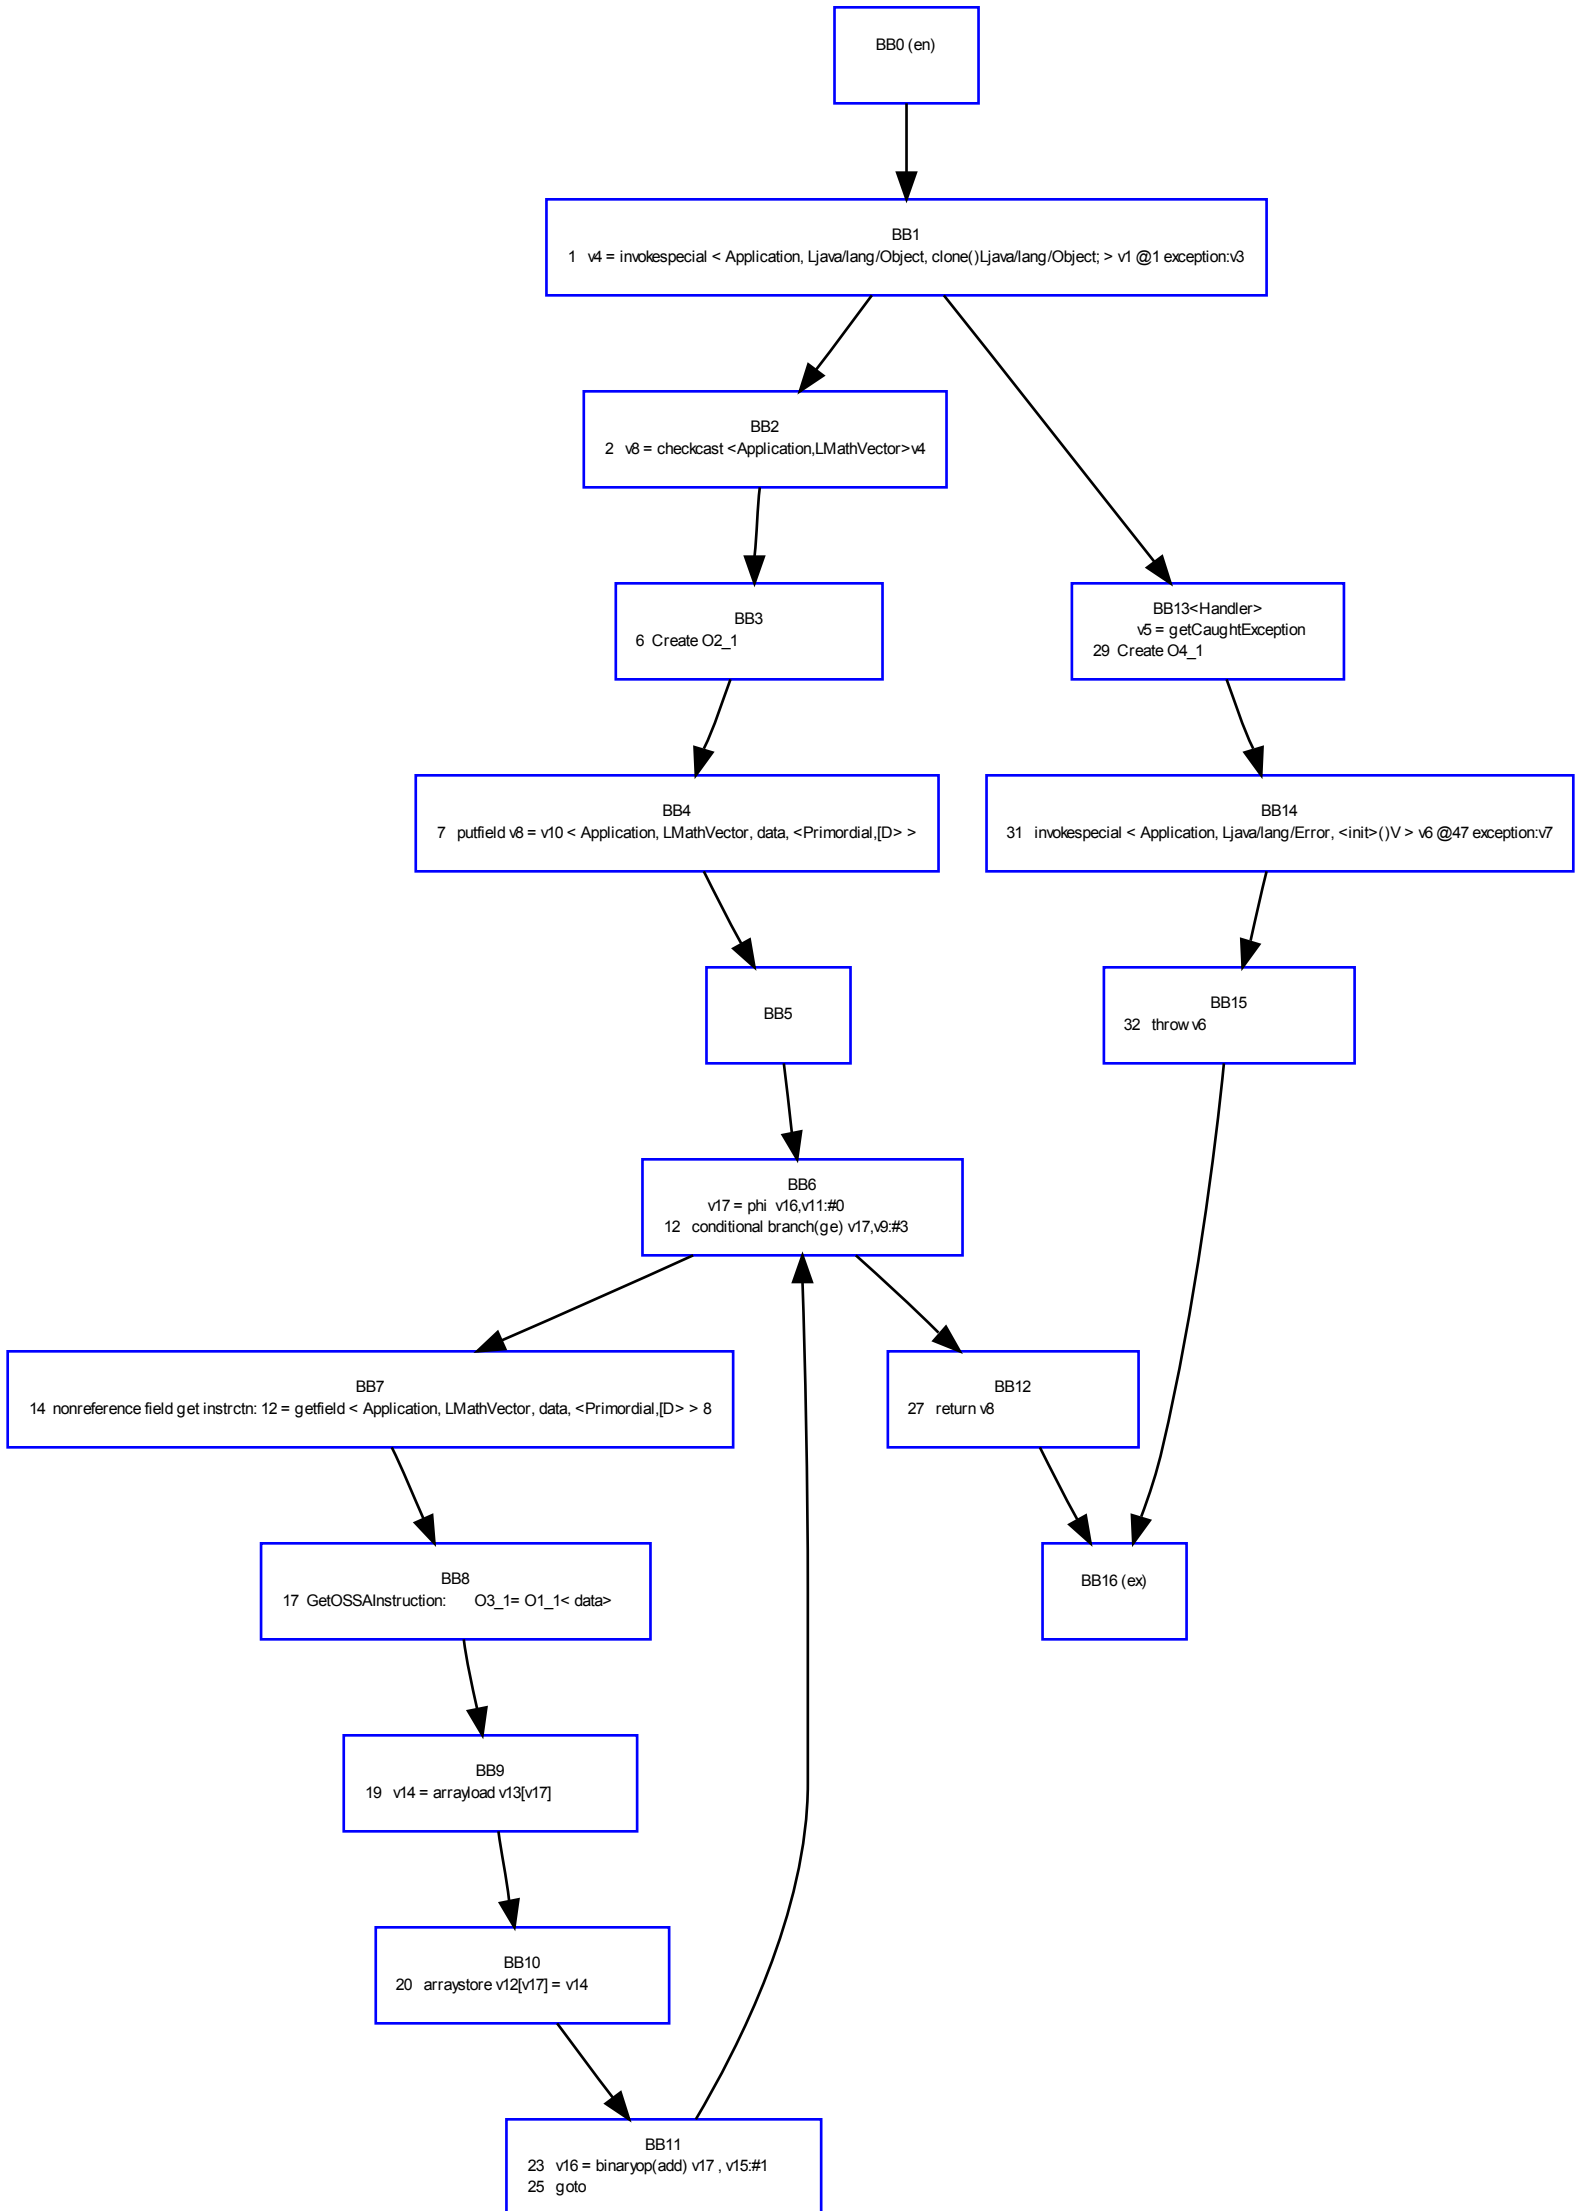 BB0 (en)
BB1
1 v4 = invokespecial < Application, Ljava/lang/Object, clone()Ljava/lang/Object; > v1 @1 exception:v3
BB2
2 v8 = checkcast <Application,LMathVector>v4
BB3
6 Create O2_1
BB13<Handler>
v5 = getCaughtException
29 Create O4_1
BB4
7 putfield v8 = v10 < Application, LMathVector, data, <Primordial,[D> >
BB14
31 invokespecial < Application, Ljava/lang/Error, <init>()V > v6 @47 exception:v7
BB5
BB15
32 throw v6
BB6
v17 = phi v16,v11:#0
12 conditional branch(ge) v17,v9:#3
BB7
14 nonreference field get instrctn: 12 = getfield < Application, LMathVector, data, <Primordial,[D> > 8
BB12
27 return v8
BB8
17 GetOSSAInstruction: O3_1= O1_1< data>
BB16 (ex)
BB9
19 v14 = arrayload v13[v17]
BB10
20 arraystore v12[v17] = v14
BB11
23 v16 = binaryop(add) v17 , v15:#1
25 goto